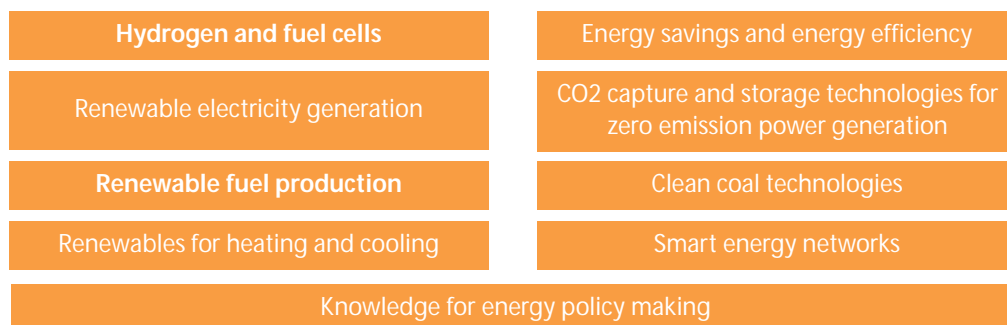 Hydrogen and fuel cells
Energy savings and energy efficiency
Renewable electricity generation
CO2 capture and storage technologies for
zero emission power generation
Renewable fuel production
Clean coal technologies
Renewables for heating and cooling
Smart energy networks
Knowledge for energy policy making